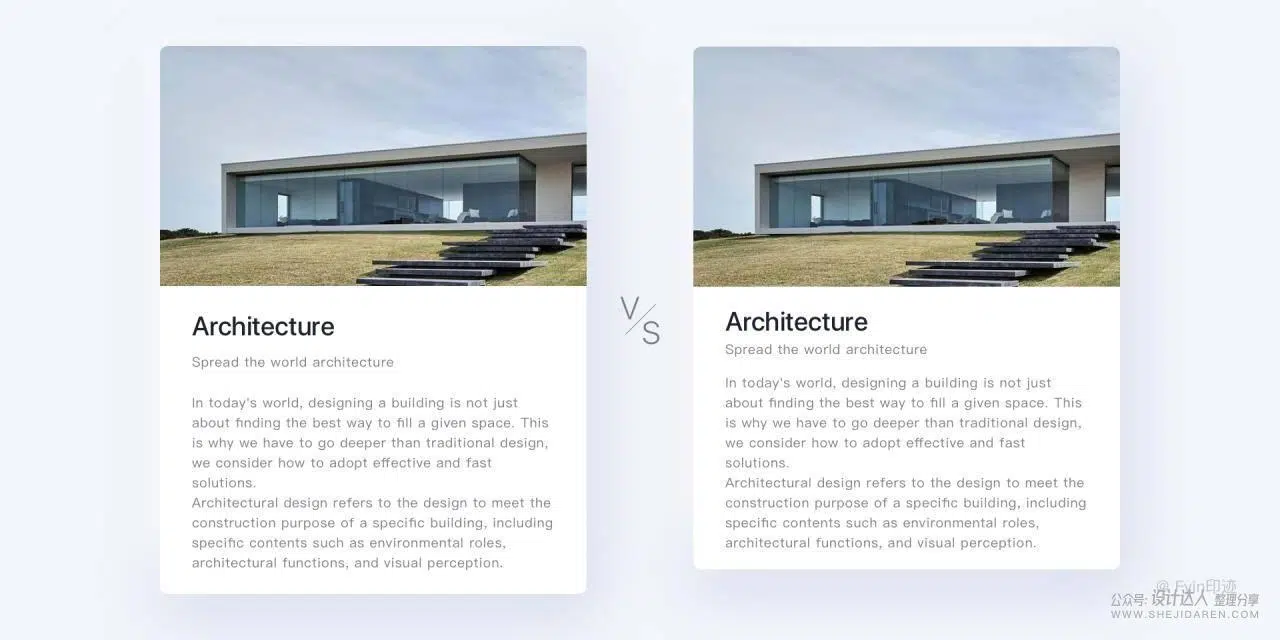 Architecture
Spread the world architecture
In today's world, designing a building is not just
about finding the best way to fill a given space. This
is why we have to go deeper than traditional design,
we consider how to adopt effective and fast
solutions.
Architectural design refers to the design to meet the
construction purpose of a specific building, including
specific contents such as environmental roles,
architectural functions, and visual perception.
V/S
Architecture
Spread the world architecture
In today's world, designing a building is not just
about finding the best way to fill a given space. This
is why we have to go deeper than traditional design,
we consider how to adopt effective and fast
solutions.
Architectural design refers to the design to meet the
construction purpose of a specific building, including
specific contents such as environmental roles,
architectural functions, and visual perception.
@ Evin印迹
公众号: 设计达人 整理分享
WWW.SHEJIDAREN.COM